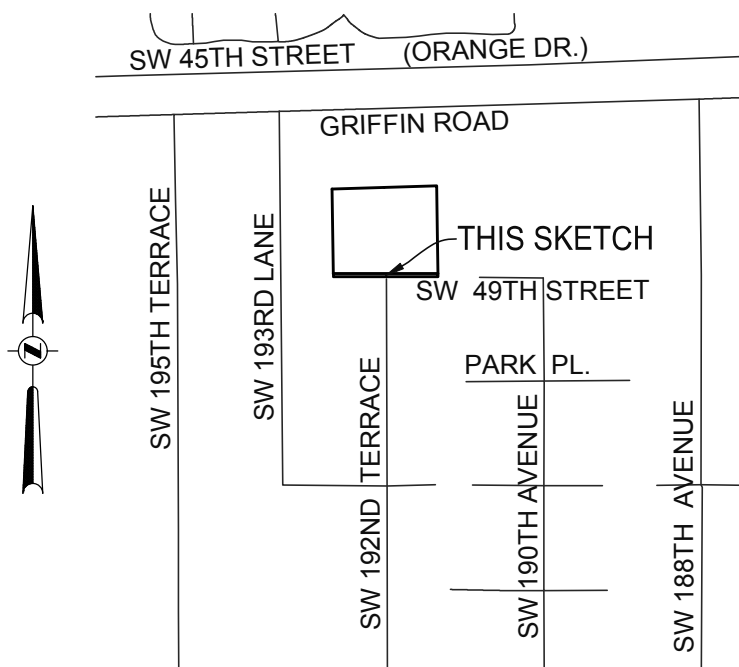 SW 45TH STREET (ORANGE DR.)
GRIFFIN ROAD
SW 195TH TERRACE
SW 193RD LANE
THIS SKETCH
SW 49TH STREET
N
PARK PL.
SW 192ND TERRACE
SW 190TH AVENUE
SW 188TH AVENUE